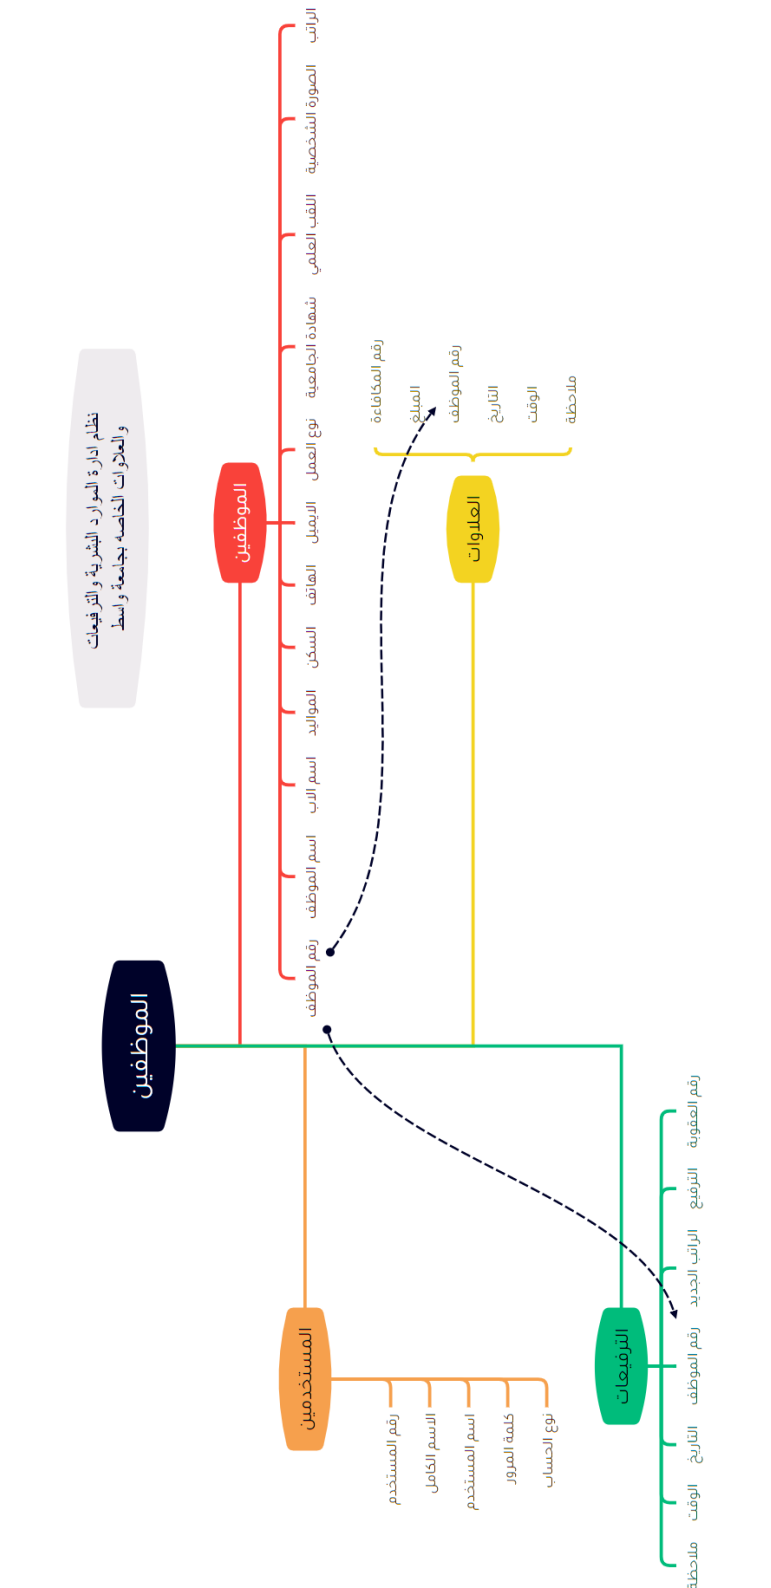 نظام ادارة الموارد البشرية والترفيعات
والعلاوات الخاصه بجامعة واسط
الموظفين
الموظفين
الراتب
الصورة الشخصية
اللقب العلمي
شهادة الجامعية
نوع العمل
الايميل
الهاتف
السكن
المواليد
اسم الاب
اسم الموظف
رقم الموظف
العلاوات
رقم المكافاءة
المبلغ
رقم الموظف
التاريخ
الوقت
ملاحظة
المستخدمين
رقم المستخدم
الاسم الكامل
اسم المستخدم
كلمة المرور
نوع الحساب
الترفيعات
رقم العقوبة
الترفيع
الراتب الجديد
رقم الموظف
التاريخ
الوقت
ملاحظة